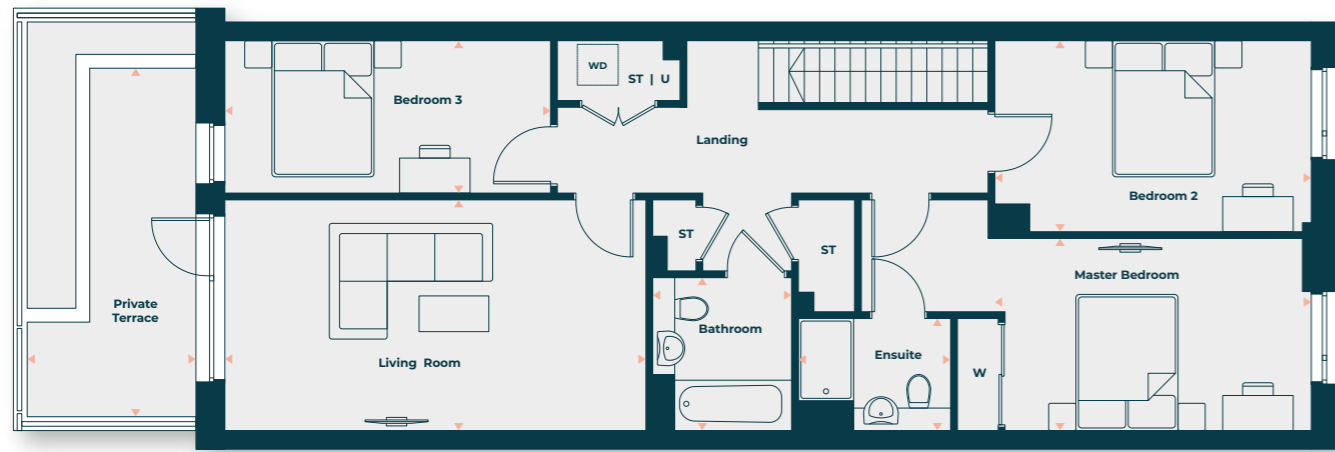 WD
ST | U
Bedroom 3
Landing
Bedroom 2
ST
ST
Master Bedroom
Private
Terrace
Bathroom
Ensuite
Living Room
W